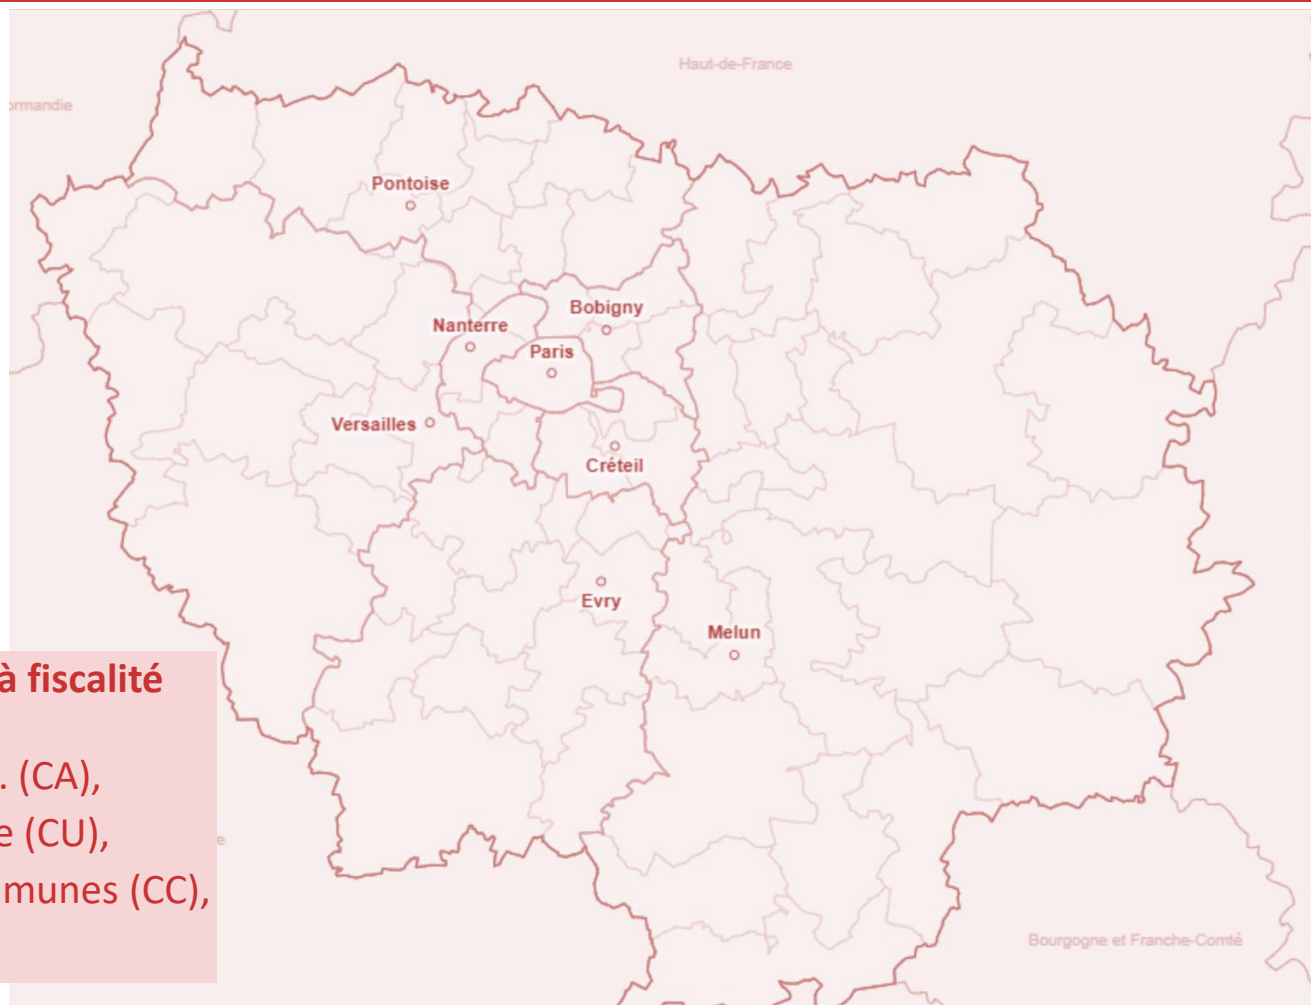 Haut-de-France
ormandie
Pontoise
Bobigny
Nanterre
Paris
Versailles
Créteil
Evry
Melun
à fiscalité
. (CA),
e (CU),
munes (CC),
e
Bourgogne et Franche-Comté